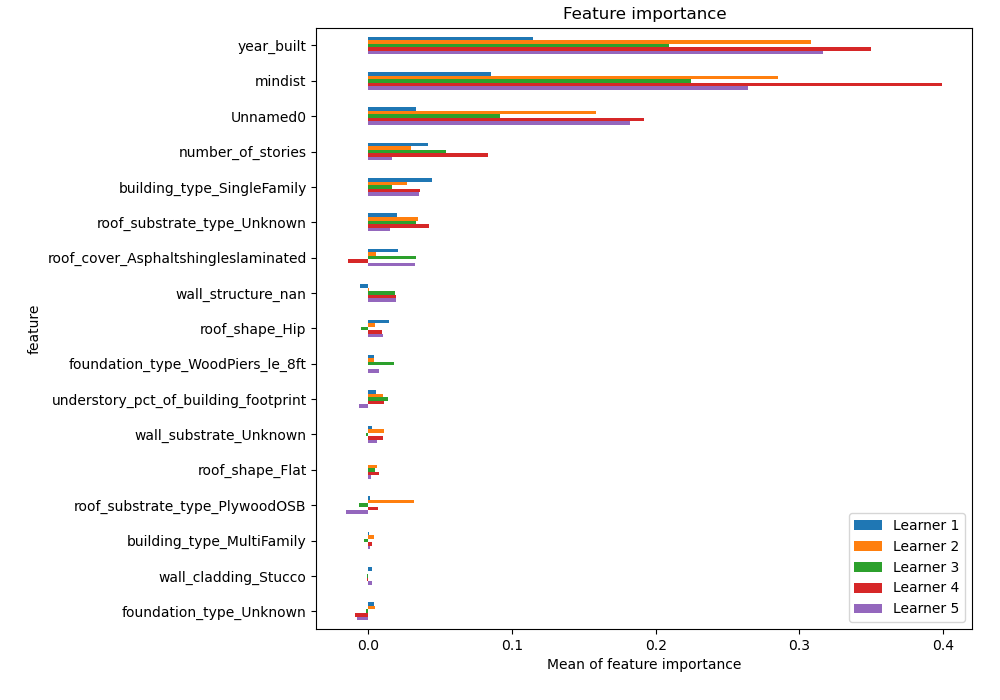 Feature importance
year_built
mindist
Unnamed0
number_of_stories
building_type_SingleFamily
roof_substrate_type_Unknown
roof_cover_Asphaltshingleslaminated
wall_structure_nan
roof_shape_Hip
foundation_type_WoodPiers_le_8ft
understory_pct_of_building_footprint
wall_substrate_Unknown
roof_shape_Flat
roof_substrate_type_PlywoodOSB
building_type_MultiFamily
wall_cladding_Stucco
foundation_type_Unknown
feature
Learner 1
Learner 2
Learner 3
Learner 4
Learner 5
0.0 0.1 0.2 0.3 0.4
Mean of feature importance